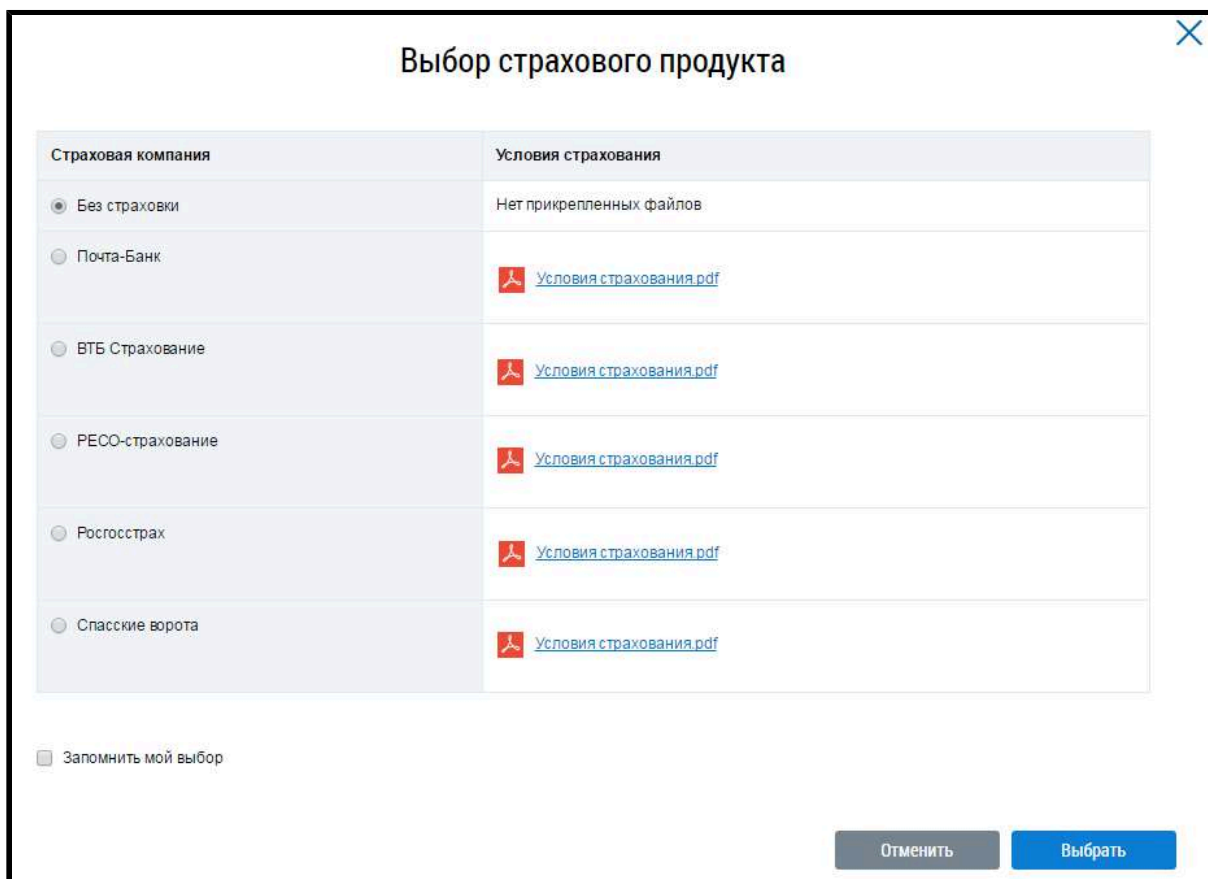 Выбор страхового продукта
Страховая компания
Условия страхования
Без страховки
Нет прикрепленных файлов
Почта-Банк
Условия страхования.pdf
ВТБ Страхование
Условия страхования.pdf
РЕСО-страхование
Условия страхования.pdf
Росгосстрах
Условия страхования.pdf
Спасские ворота
Условия страхования.pdf
Запомнить мой выбор
Отменить
Выбрать